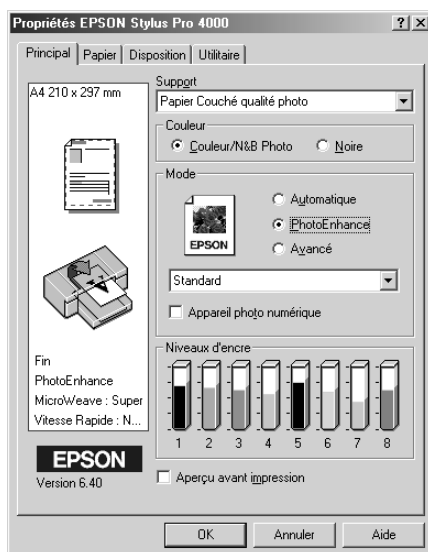 Propriétés EPSON Stylus Pro 4000
Principal Papier Disposition Utilitaire
A4 210 x 297 mm
Fin
PhotoEnhance
MicroWeave : Super
Vitesse Rapide : N...
EPSON
Version 6.40
Support
Papier Couché qualité photo
Couleur
Couleur/N&B Photo
Noire
Mode
EPSON
Automatique
PhotoEnhance
Avancé
Standard
Appareil photo numérique
Niveaux d'encre
1 2 3 4 5 6 7 8
Aperçu avant impression
OK Annuler Aide